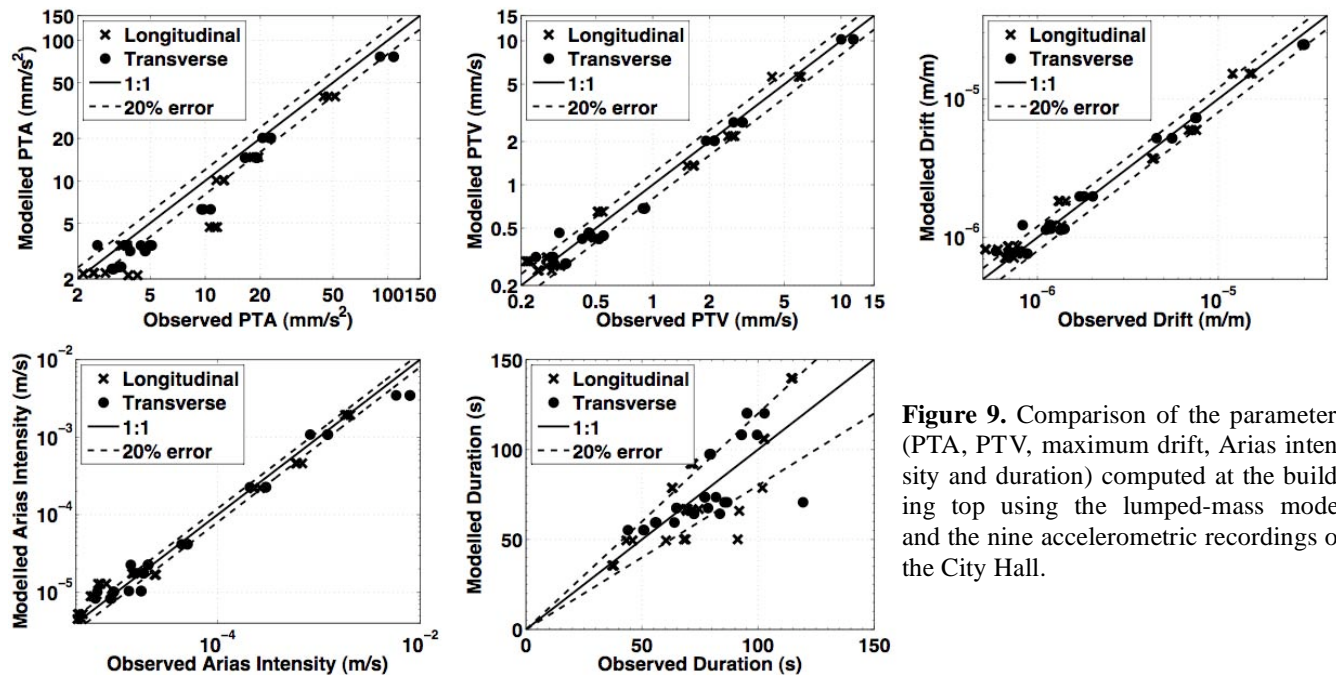 150
100
50
20
10
5
2
Modelled PTA (mm/s²)
Longitudinal
Transverse
1:1
20% error
2 5 10 20 50 100150
Observed PTA (mm/s²)
15
10
5
2
1
0.5
0.2
Modelled PTV (mm/s)
Longitudinal
Transverse
1:1
20% error
0.2 0.5 1 2 5 10 15
Observed PTV (mm/s)
10⁻⁵
10⁻⁶
Modelled Drift (m/m)
Longitudinal
Transverse
1:1
20% error
10⁻⁶ 10⁻⁵
Observed Drift (m/m)
10⁻²
10⁻³
10⁻⁴
10⁻⁵
Modelled Arias Intensity (m/s)
Longitudinal
Transverse
1:1
20% error
10⁻⁴ 10⁻²
Observed Arias Intensity (m/s)
150
100
50
0
Modelled Duration (s)
Longitudinal
Transverse
1:1
20% error
0 50 100 150
Observed Duration (s)
Figure 9. Comparison of the parameter
(PTA, PTV, maximum drift, Arias inten
sity and duration) computed at the build
ing top using the lumped-mass mode
and the nine accelerometric recordings o
the City Hall.